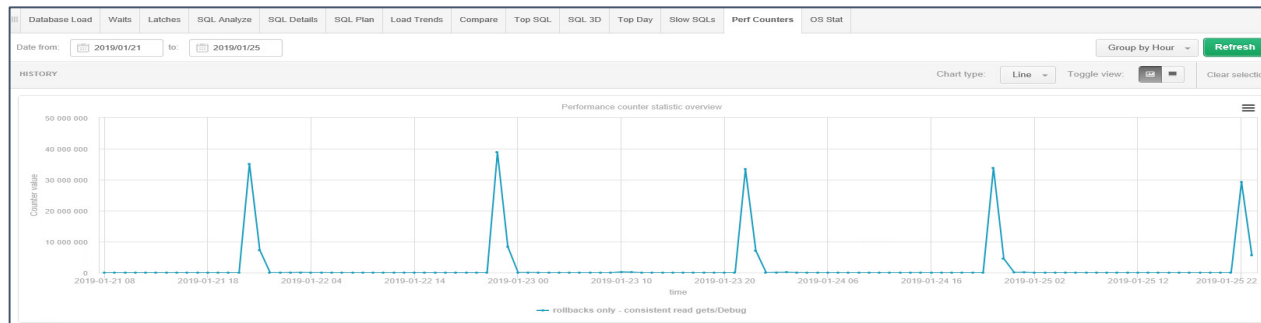 Database Load Waits Latches SQL Analyze SQL Details SQL Plan Load Trends Compare Top SQL SQL 3D Top Day Slow SQLs Perf Counters OS Stat
Date from: 2019/01/21 to: 2019/01/25 Group by Hour Refresh
HISTORY Chart type: Line Toggle view: Clear selectio
Performance counter statistic overview
50 000 000
40 000 000
30 000 000
20 000 000
10 000 000
0
Counter value
2019-01-21 08 2019-01-21 18 2019-01-22 04 2019-01-22 14 2019-01-23 00 2019-01-23 10 2019-01-23 20 2019-01-24 06 2019-01-24 16 2019-01-25 02 2019-01-25 12 2019-01-25 22
time
rollbacks only - consistent read gets/Debug